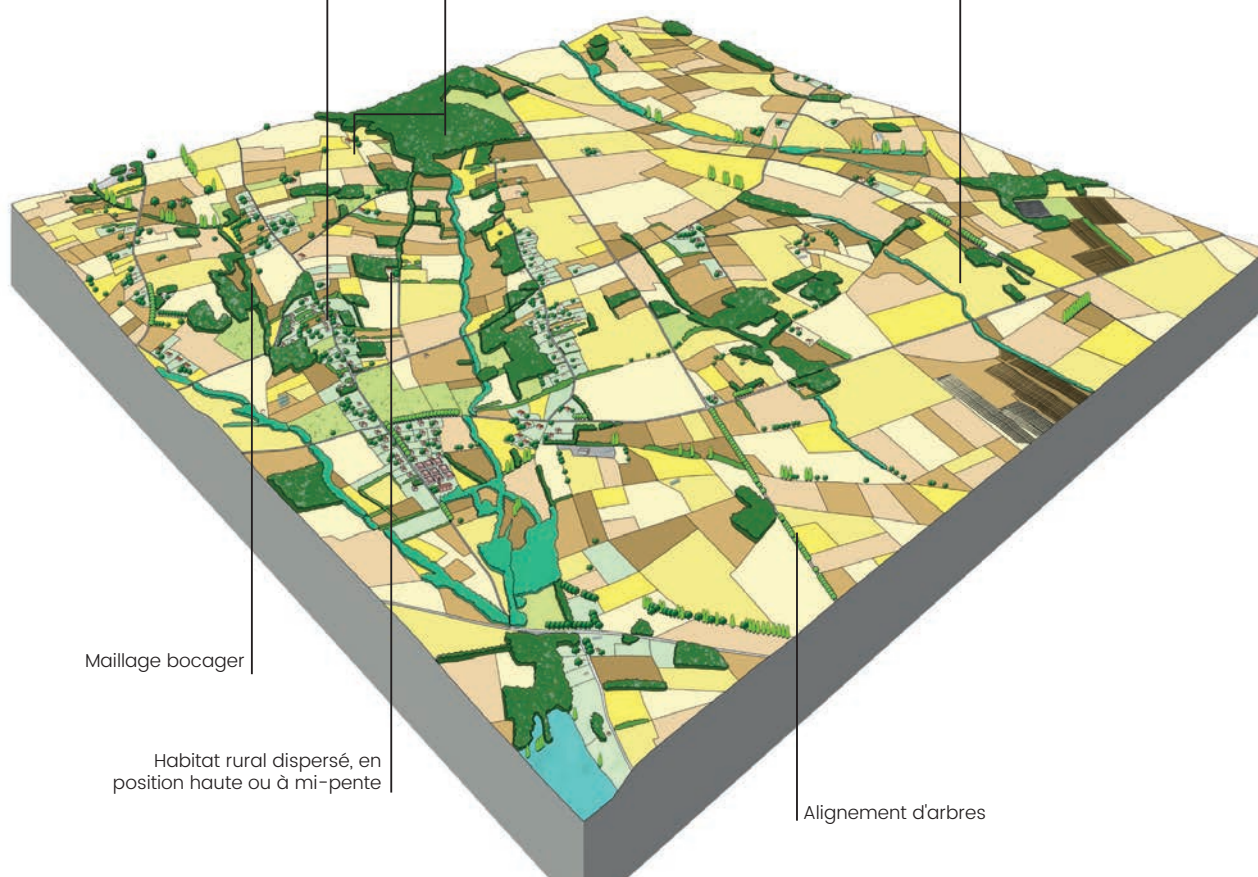 Maillage bocager
Habitat rural dispersé, en
position haute ou à mi-pente
Alignement d'arbres